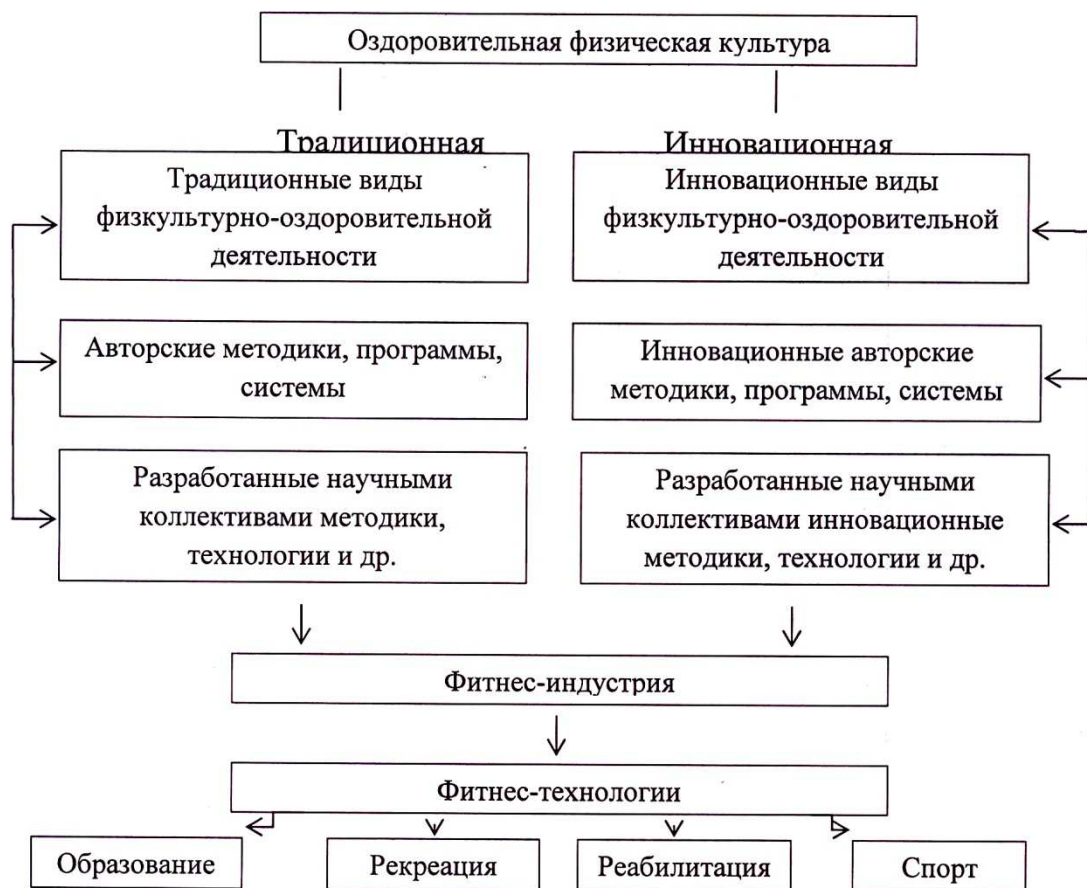 Оздоровительная физическая культура
Традиционная
Инновационная
Традиционные виды
физкультурно-оздоровительной
деятельности
Инновационные виды
физкультурно-оздоровительной
деятельности
Авторские методики, программы,
системы
Инновационные авторские
методики, программы, системы
Разработанные научными
коллективами методики,
технологии и др.
Разработанные научными
коллективами инновационные
методики, технологии и др.
Фитнес-индустрия
Фитнес-технологии
Образование
Рекреация
Реабилитация
Спорт